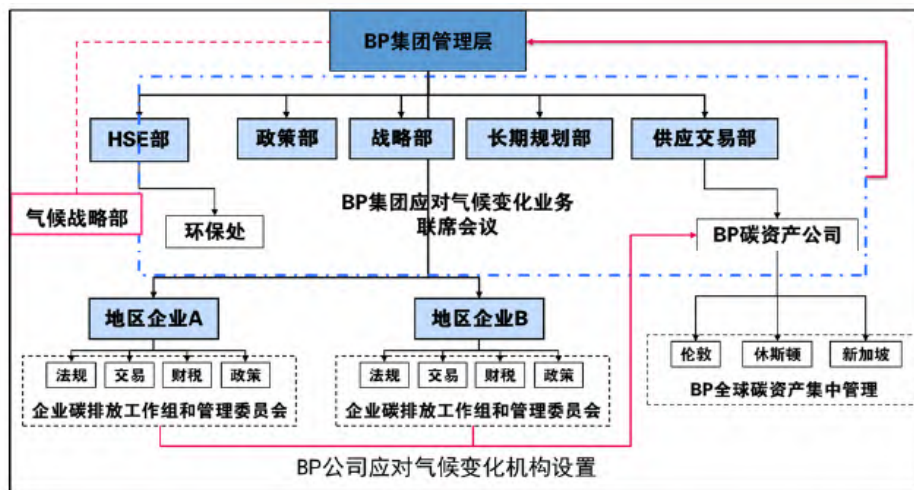 BP集团管理层
HSE部
政策部
战略部
长期规划部
供应交易部
气候战略部
环保处
BP集团应对气候变化业务
联席会议
BP碳资产公司
地区企业A
地区企业B
法规
交易
财税
政策
企业碳排放工作组和管理委员会
法规
交易
财税
政策
企业碳排放工作组和管理委员会
伦敦
休斯顿
新加坡
BP全球碳资产集中管理
BP公司应对气候变化机构设置